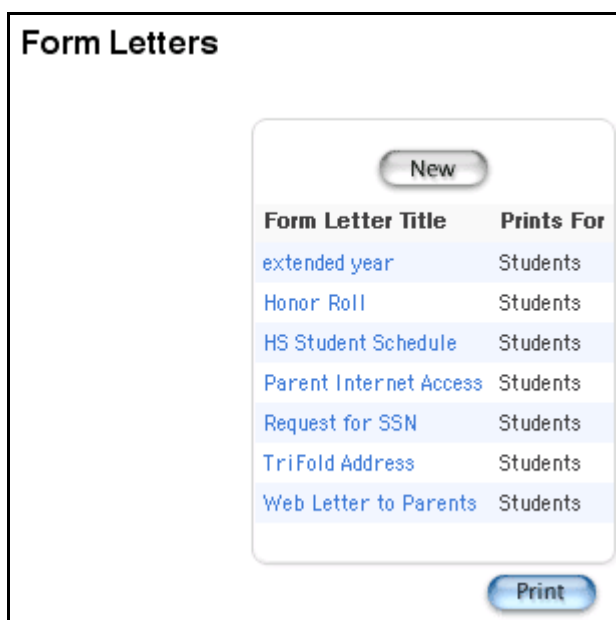 Form Letters
New
Form Letter Title Prints For
extended year Students
Honor Roll Students
HS Student Schedule Students
Parent Internet Access Students
Request for SSN Students
TriFold Address Students
Web Letter to Parents Students
Print